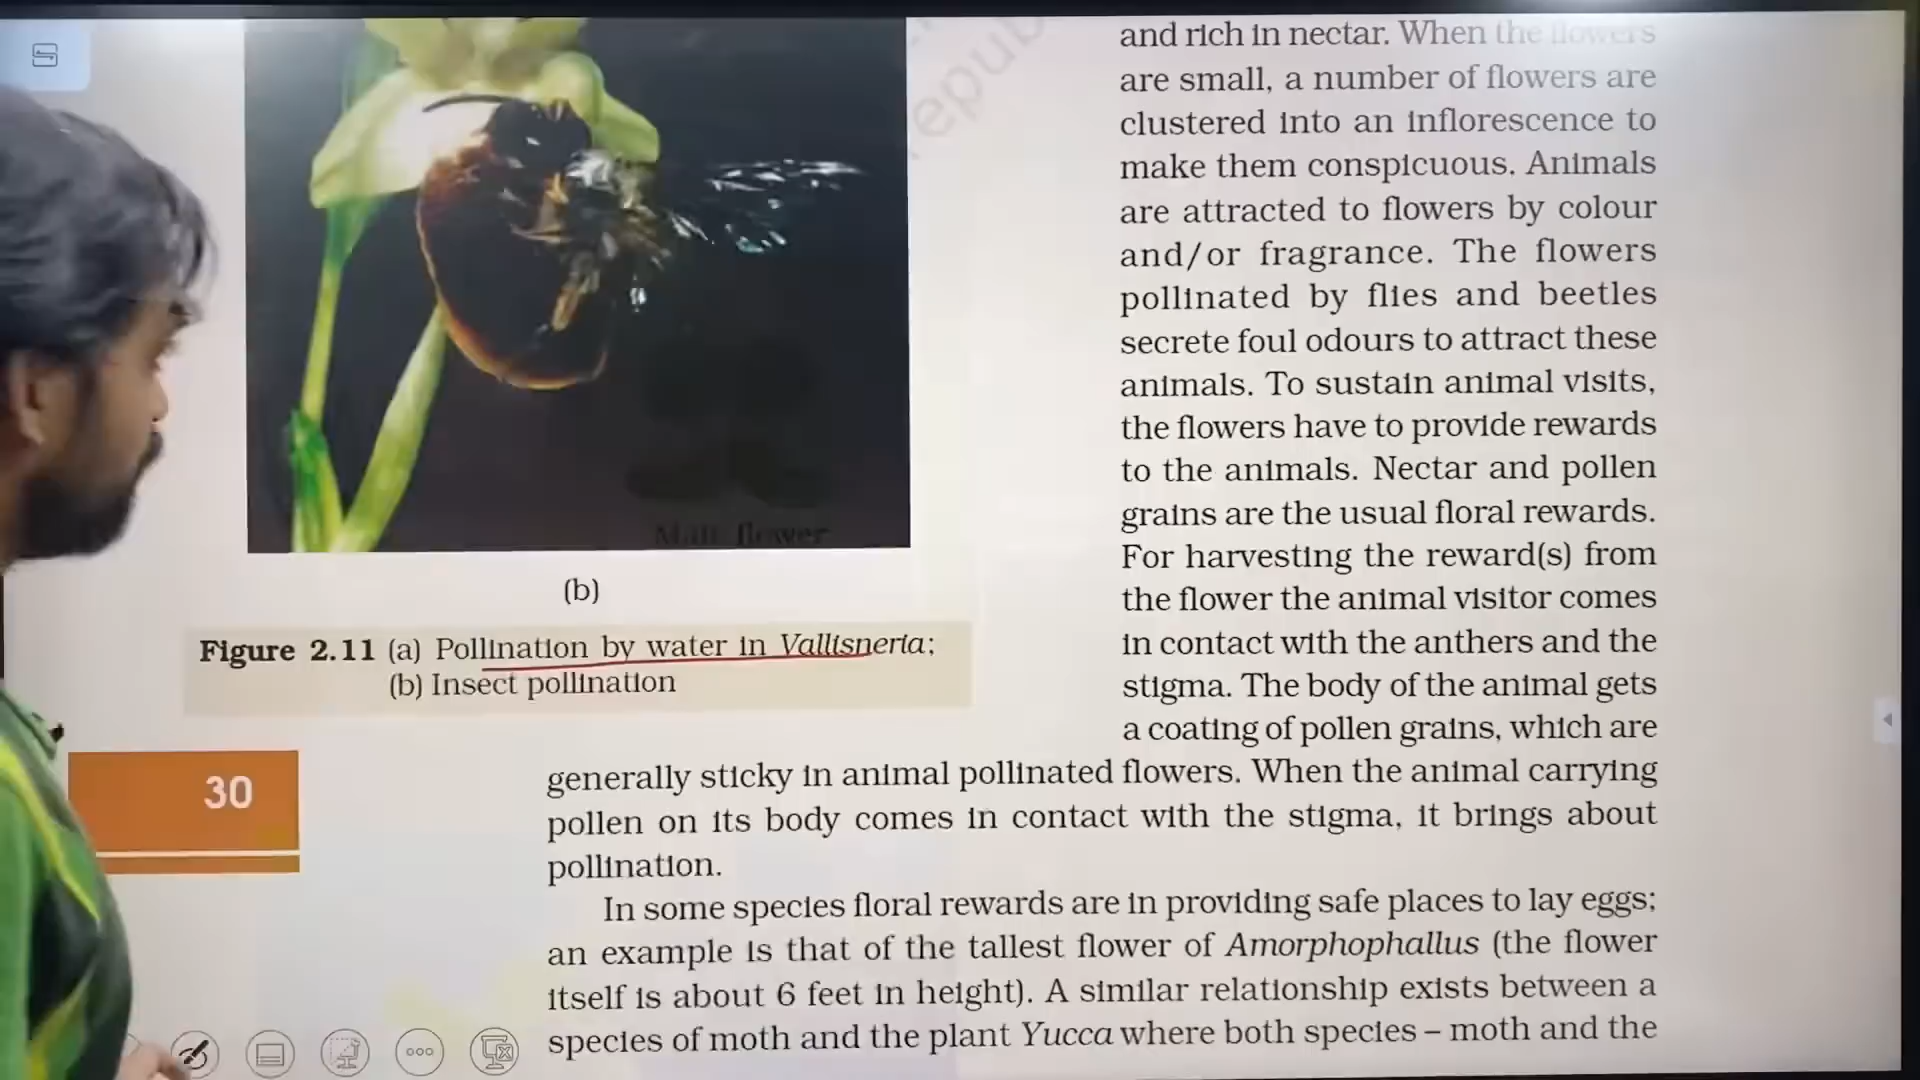 republ
and rich in nectar. When the flowers
are small, a number of flowers are
clustered into an inflorescence to
make them conspicuous. Animals
are attracted to flowers by colour
and/or fragrance. The flowers
pollinated by flies and beetles
secrete foul odours to attract these
animals. To sustain animal visits,
the flowers have to provide rewards
to the animals. Nectar and pollen
grains are the usual floral rewards.
For harvesting the reward(s) from
the flower the animal visitor comes
in contact with the anthers and the
stigma. The body of the animal gets
a coating of pollen grains, which are
generally sticky in animal pollinated flowers. When the animal carrying
pollen on its body comes in contact with the stigma, it brings about
pollination.
In some species floral rewards are in providing safe places to lay eggs;
an example is that of the tallest flower of Amorphophallus (the flower
itself is about 6 feet in height). A similar relationship exists between a
species of moth and the plant Yucca where both species – moth and the
Male flower
(b)
Figure 2.11 (a) Pollination by water in Vallisneria;
(b) Insect pollination
30